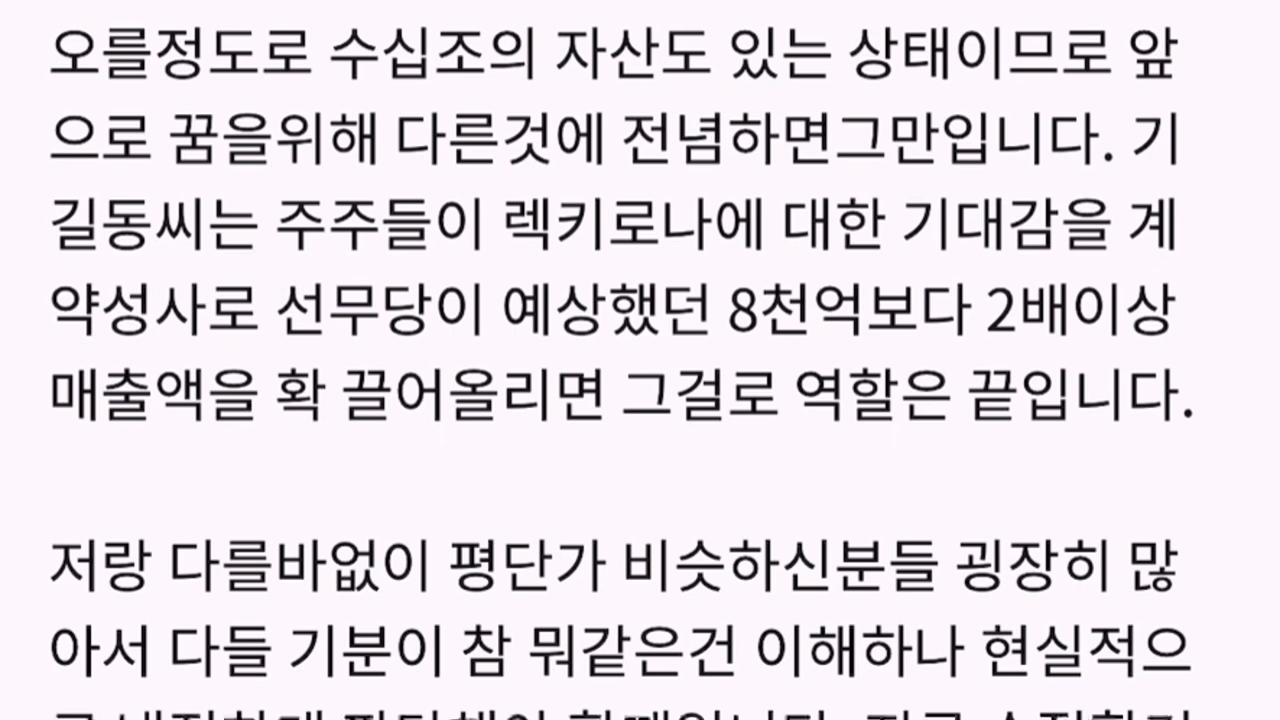 오를정도로 수십조의 자산도 있는 상태이므로 앞
으로 꿈을위해 다른것에 전념하면그만입니다. 기
길동씨는 주주들이 렉키로나에 대한 기대감을 계
약성사로 선무당이 예상했던 8천억보다 2배이상
매출액을 확 끌어올리면 그걸로 역할은 끝입니다.
저랑 다를바없이 평단가 비슷하신분들 굉장히 많
아서 다들 기분이 참 뭐같은건 이해하나 현실적으